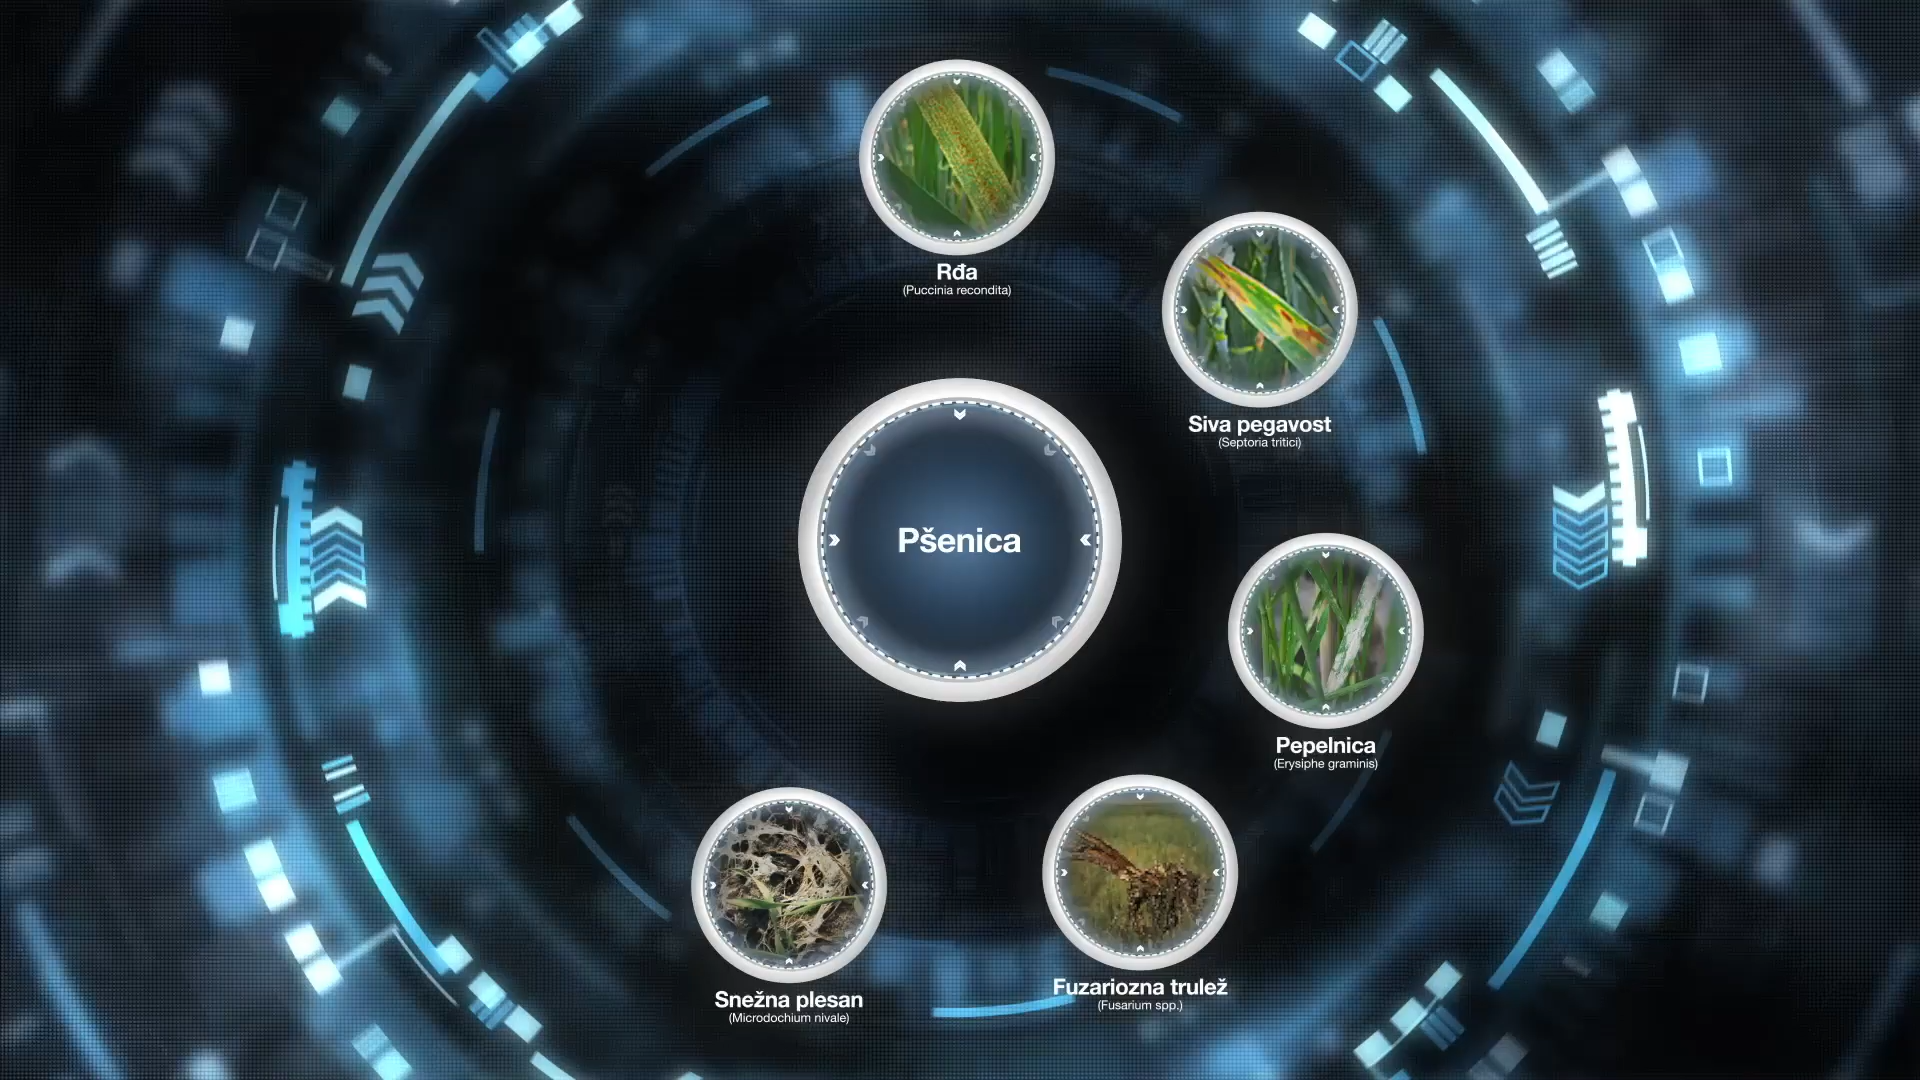 Rđa
(Puccinia recondita)
Siva pegavost
(Septoria tritici)
Pšenica
Pepelnica
(Erysiphe graminis)
Fuzariozna trulež
(Fusarium spp.)
Snežna plesan
(Microdochium nivale)